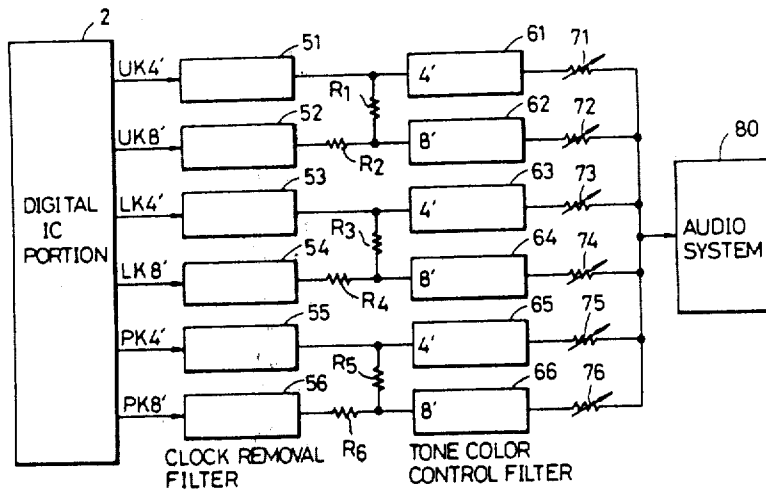 2
51
61
71
UK4'
4'
R1
52
62
72
80
UK8'
8'
R2
53
63
73
DIGITAL
IC
PORTION
LK4'
4'
R3
AUDIO
SYSTEM
54
64
74
LK8'
8'
R4
55
65
75
PK4'
4'
R5
56
66
76
PK8'
8'
R6
CLOCK REMOVAL
FILTER
TONE COLOR
CONTROL FILTER